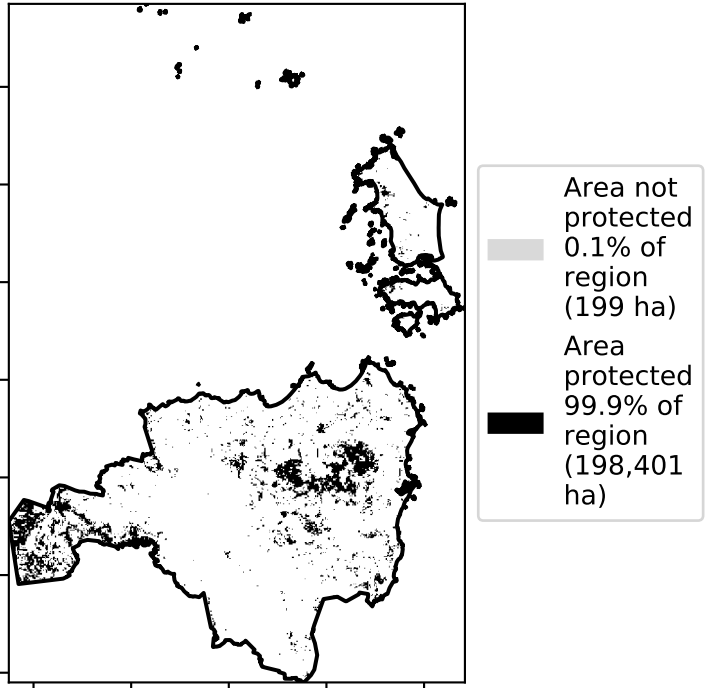 Area not
protected
0.1% of
region
(199 ha)
Area
protected
99.9% of
region
(198,401
ha)